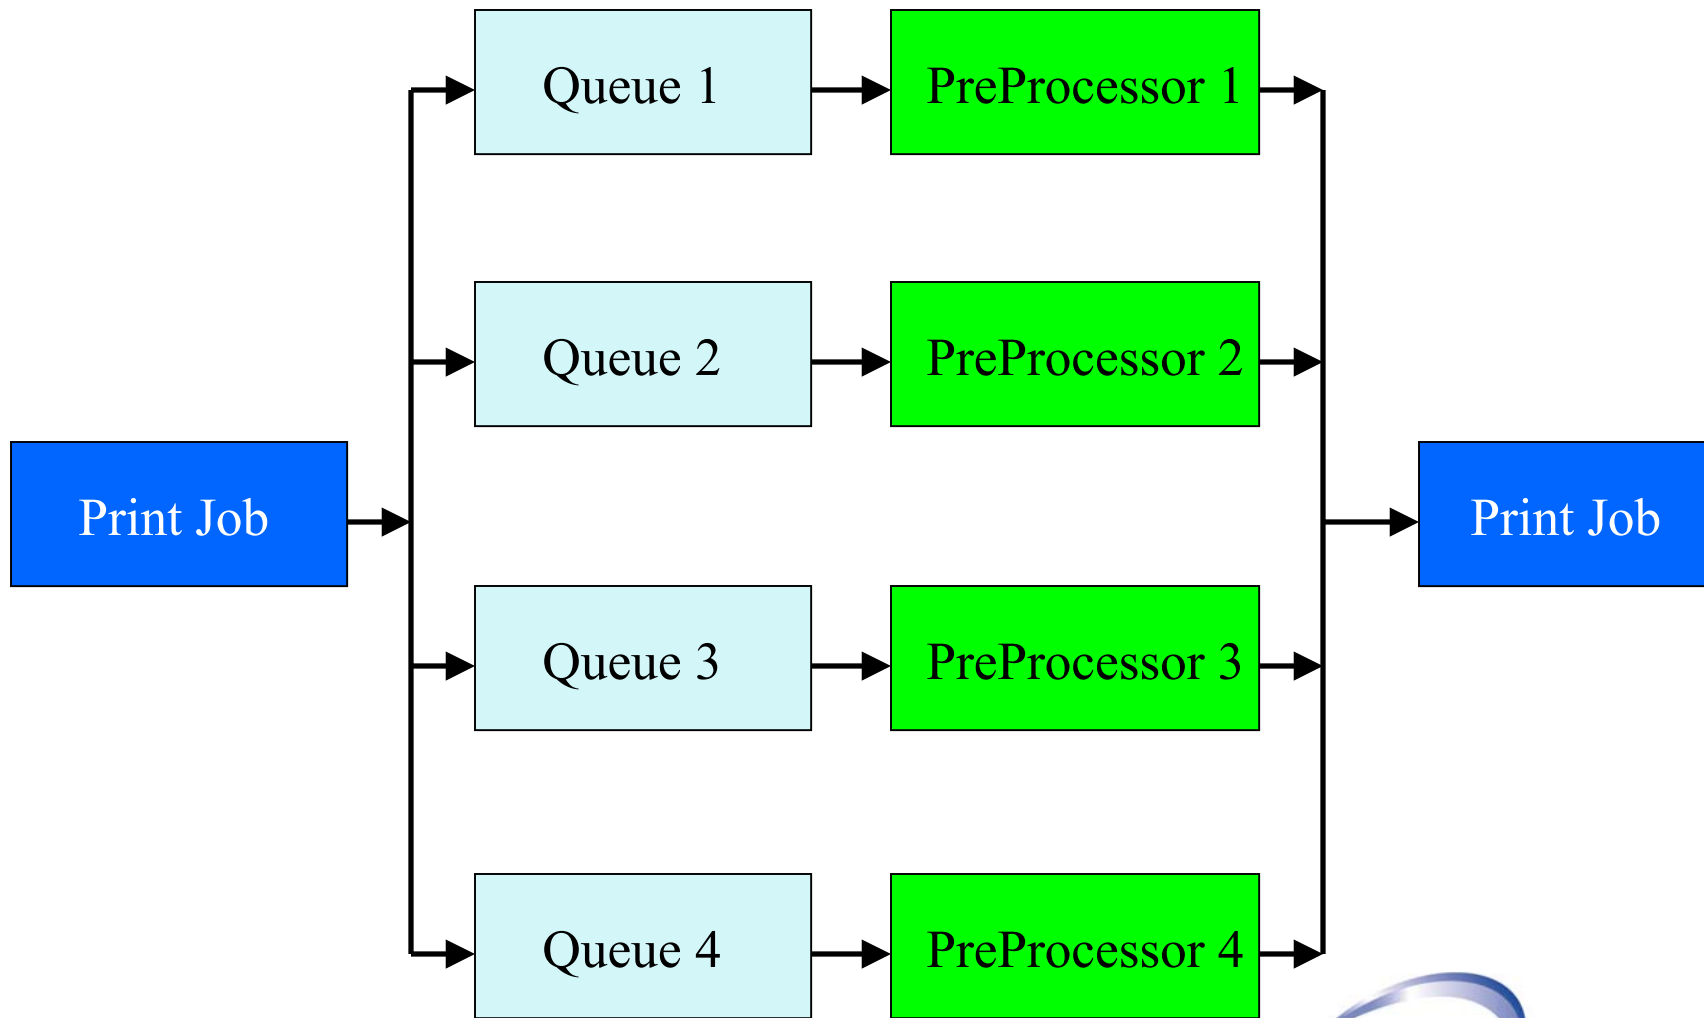 Queue 1
PreProcessor 1
Queue 2
PreProcessor 2
Print Job
Print Job
Queue 3
PreProcessor 3
Queue 4
PreProcessor 4